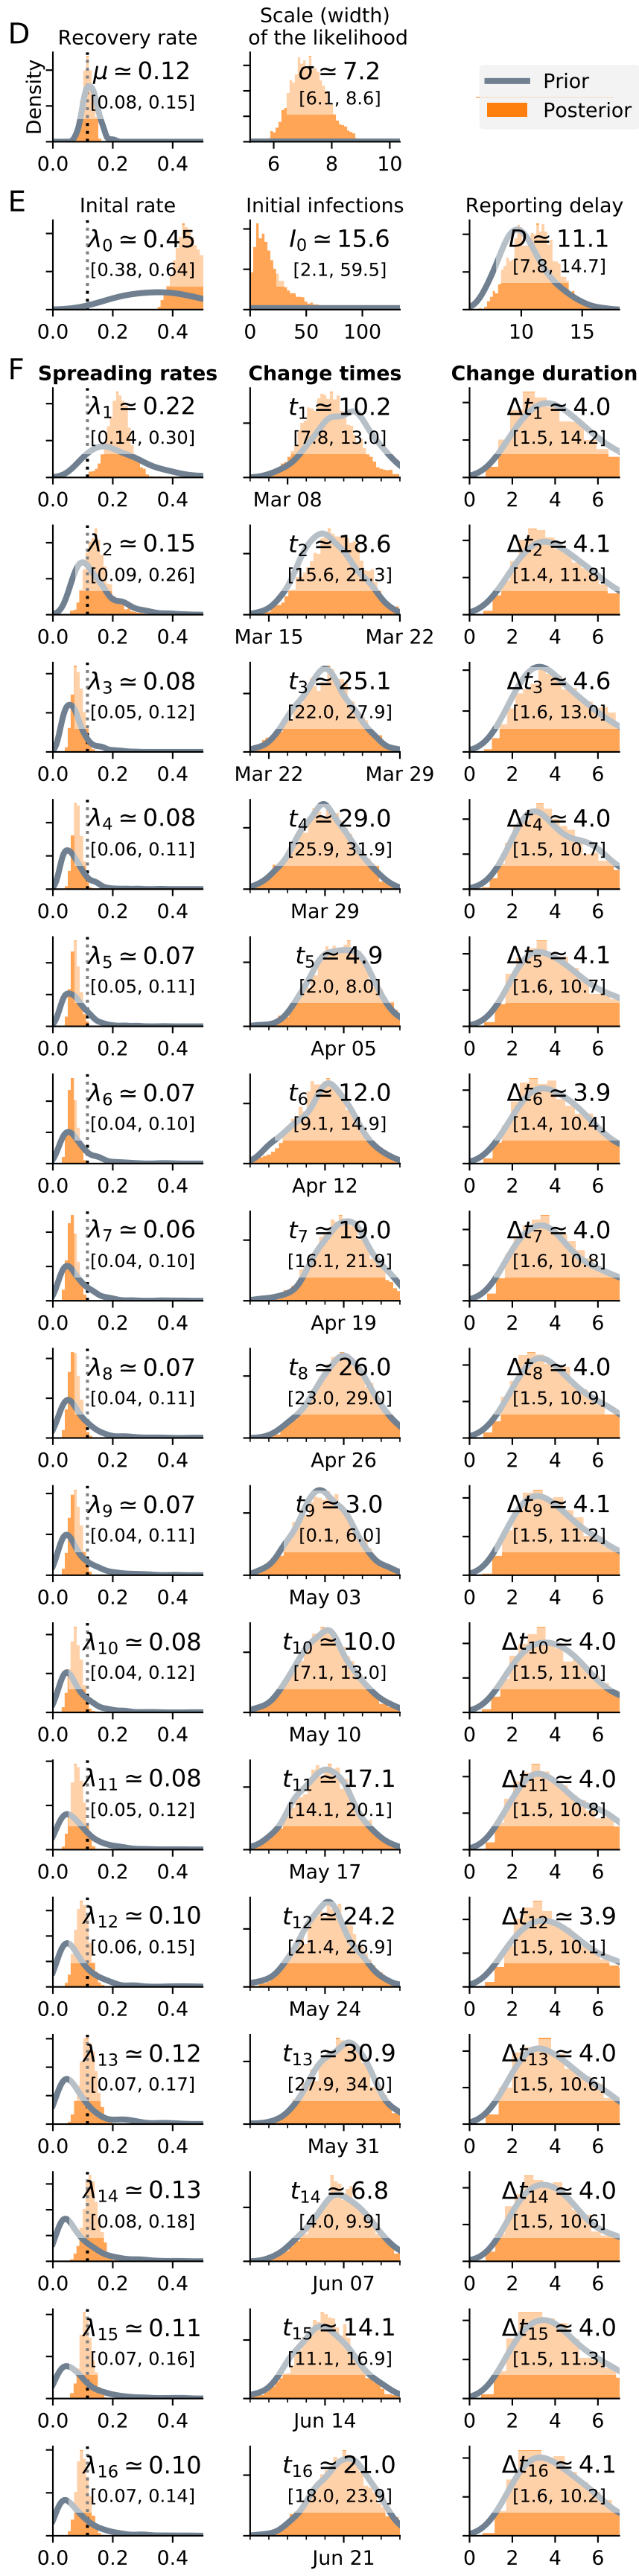 D
Recovery rate
Scale (width)
of the likelihood
Density
μ ≃ 0.12
[0.08, 0.15]
σ ≃ 7.2
[6.1, 8.6]
Prior
Posterior
0.0 0.2 0.4
6 8 10
E
Inital rate
Initial infections
Reporting delay
λ0 ≃ 0.45
[0.38, 0.64]
I0 ≃ 15.6
[2.1, 59.5]
D ≃ 11.1
[7.8, 14.7]
0.0 0.2 0.4
0 50 100
10 15
F
Spreading rates
Change times
Change duration
λ1 ≃ 0.22
[0.14, 0.30]
t1 ≃ 10.2
[7.8, 13.0]
Δt1 ≃ 4.0
[1.5, 14.2]
0.0 0.2 0.4
Mar 08
0 2 4 6
λ2 ≃ 0.15
[0.09, 0.26]
t2 ≃ 18.6
[15.6, 21.3]
Δt2 ≃ 4.1
[1.4, 11.8]
0.0 0.2 0.4
Mar 15 Mar 22
0 2 4 6
λ3 ≃ 0.08
[0.05, 0.12]
t3 ≃ 25.1
[22.0, 27.9]
Δt3 ≃ 4.6
[1.6, 13.0]
0.0 0.2 0.4
Mar 22 Mar 29
0 2 4 6
λ4 ≃ 0.08
[0.06, 0.11]
t4 ≃ 29.0
[25.9, 31.9]
Δt4 ≃ 4.0
[1.5, 10.7]
0.0 0.2 0.4
Mar 29
0 2 4 6
λ5 ≃ 0.07
[0.05, 0.11]
t5 ≃ 4.9
[2.0, 8.0]
Δt5 ≃ 4.1
[1.6, 10.7]
0.0 0.2 0.4
Apr 05
0 2 4 6
λ6 ≃ 0.07
[0.04, 0.10]
t6 ≃ 12.0
[9.1, 14.9]
Δt6 ≃ 3.9
[1.4, 10.4]
0.0 0.2 0.4
Apr 12
0 2 4 6
λ7 ≃ 0.06
[0.04, 0.10]
t7 ≃ 19.0
[16.1, 21.9]
Δt7 ≃ 4.0
[1.6, 10.8]
0.0 0.2 0.4
Apr 19
0 2 4 6
λ8 ≃ 0.07
[0.04, 0.11]
t8 ≃ 26.0
[23.0, 29.0]
Δt8 ≃ 4.0
[1.5, 10.9]
0.0 0.2 0.4
Apr 26
0 2 4 6
λ9 ≃ 0.07
[0.04, 0.11]
t9 ≃ 3.0
[0.1, 6.0]
Δt9 ≃ 4.1
[1.5, 11.2]
0.0 0.2 0.4
May 03
0 2 4 6
λ10 ≃ 0.08
[0.04, 0.12]
t10 ≃ 10.0
[7.1, 13.0]
Δt10 ≃ 4.0
[1.5, 11.0]
0.0 0.2 0.4
May 10
0 2 4 6
λ11 ≃ 0.08
[0.05, 0.12]
t11 ≃ 17.1
[14.1, 20.1]
Δt11 ≃ 4.0
[1.5, 10.8]
0.0 0.2 0.4
May 17
0 2 4 6
λ12 ≃ 0.10
[0.06, 0.15]
t12 ≃ 24.2
[21.4, 26.9]
Δt12 ≃ 3.9
[1.5, 10.1]
0.0 0.2 0.4
May 24
0 2 4 6
λ13 ≃ 0.12
[0.07, 0.17]
t13 ≃ 30.9
[27.9, 34.0]
Δt13 ≃ 4.0
[1.5, 10.6]
0.0 0.2 0.4
May 31
0 2 4 6
λ14 ≃ 0.13
[0.08, 0.18]
t14 ≃ 6.8
[4.0, 9.9]
Δt14 ≃ 4.0
[1.5, 10.6]
0.0 0.2 0.4
Jun 07
0 2 4 6
λ15 ≃ 0.11
[0.07, 0.16]
t15 ≃ 14.1
[11.1, 16.9]
Δt15 ≃ 4.0
[1.5, 11.3]
0.0 0.2 0.4
Jun 14
0 2 4 6
λ16 ≃ 0.10
[0.07, 0.14]
t16 ≃ 21.0
[18.0, 23.9]
Δt16 ≃ 4.1
[1.6, 10.2]
0.0 0.2 0.4
Jun 21
0 2 4 6